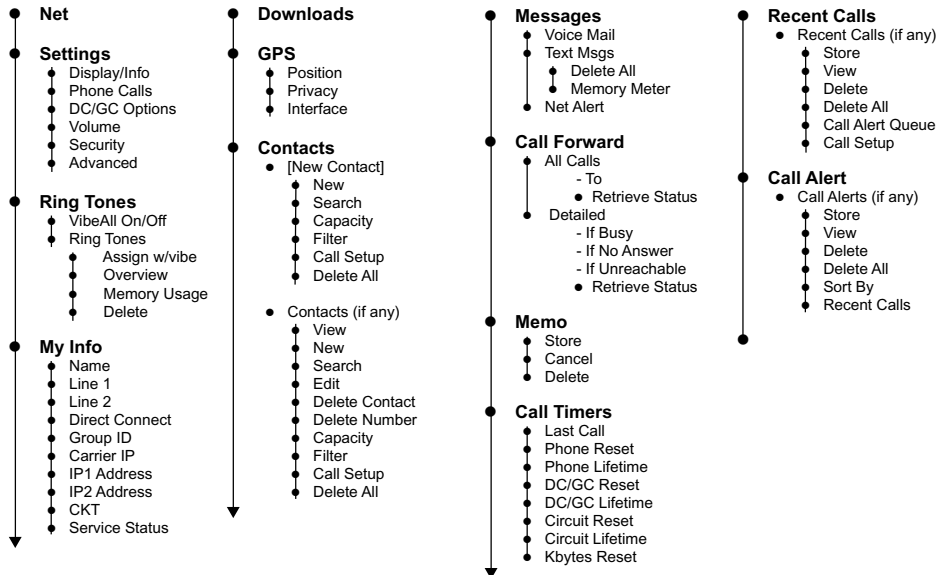 Net
Settings
Display/Info
Phone Calls
DC/GC Options
Volume
Security
Advanced
Ring Tones
VibeAll On/Off
Ring Tones
Assign w/vibe
Overview
Memory Usage
Delete
My Info
Name
Line 1
Line 2
Direct Connect
Group ID
Carrier IP
IP1 Address
IP2 Address
CKT
Service Status
Downloads
GPS
Position
Privacy
Interface
Contacts
[New Contact]
New
Search
Capacity
Filter
Call Setup
Delete All
Contacts (if any)
View
New
Search
Edit
Delete Contact
Delete Number
Capacity
Filter
Call Setup
Delete All
Messages
Voice Mail
Text Msgs
Delete All
Memory Meter
Net Alert
Call Forward
All Calls
- To
Retrieve Status
Detailed
- If Busy
- If No Answer
- If Unreachable
Retrieve Status
Memo
Store
Cancel
Delete
Call Timers
Last Call
Phone Reset
Phone Lifetime
DC/GC Reset
DC/GC Lifetime
Circuit Reset
Circuit Lifetime
Kbytes Reset
Recent Calls
Recent Calls (if any)
Store
View
Delete
Delete All
Call Alert Queue
Call Setup
Call Alert
Call Alerts (if any)
Store
View
Delete
Delete All
Sort By
Recent Calls